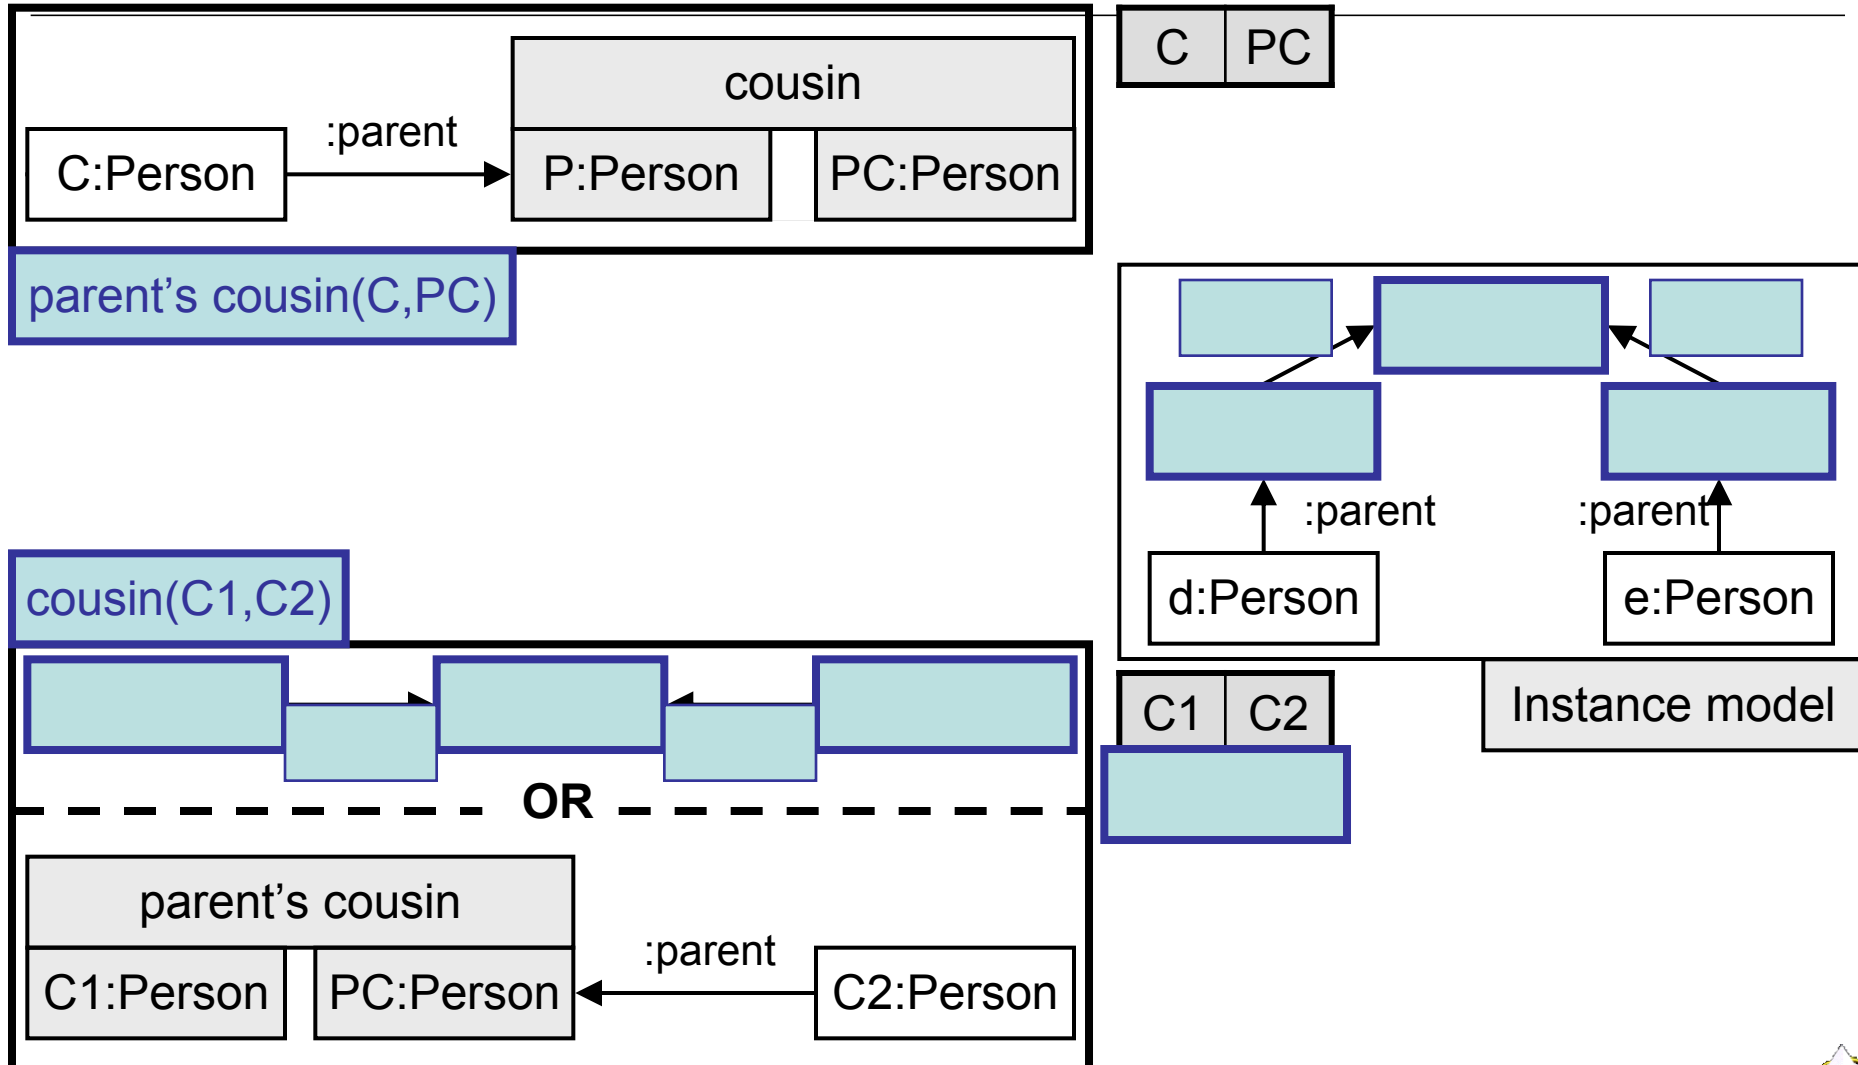 cousin
:parent
C:Person
P:Person
PC:Person
parent's cousin(C,PC)
C PC
:parent :parent
d:Person
e:Person
Instance model
cousin(C1,C2)
OR
parent's cousin
C1:Person
PC:Person
:parent
C2:Person
C1 C2